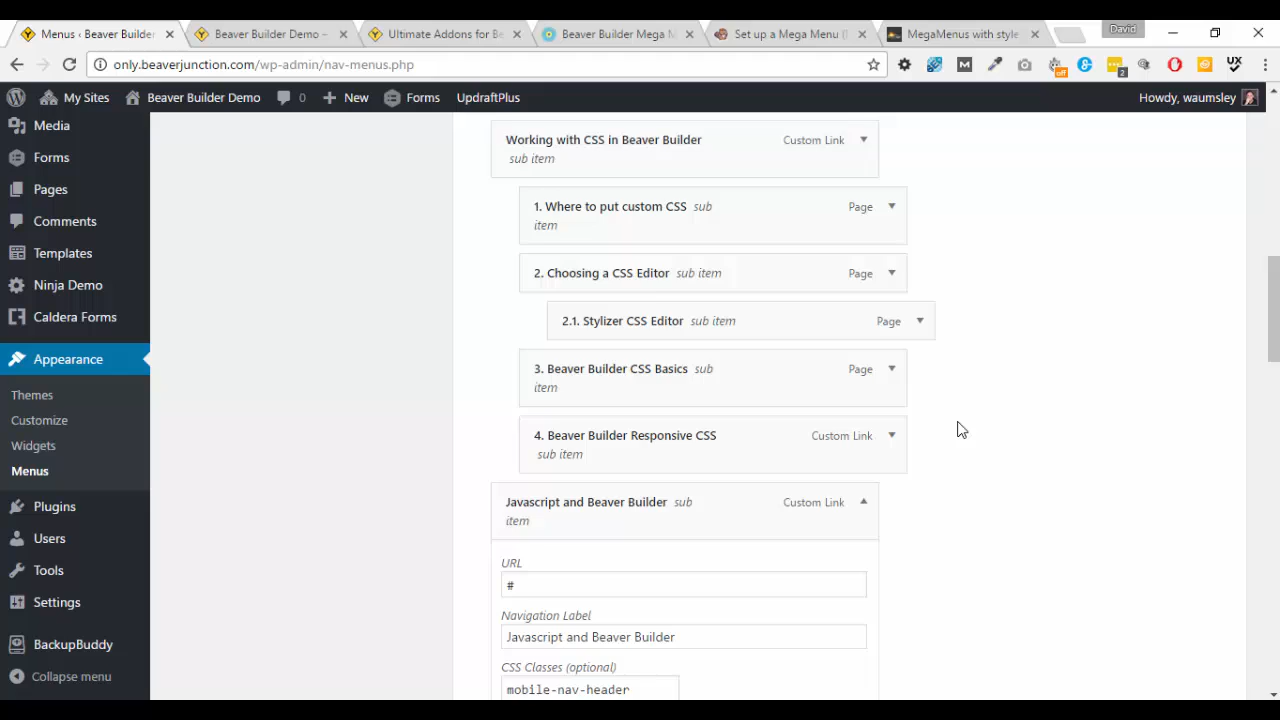 Menus ‹ Beaver Builder
Beaver Builder Demo –
Ultimate Addons for Be
Beaver Builder Mega M
Set up a Mega Menu (
MegaMenus with style
David
only.beaverjunction.com/wp-admin/nav-menus.php
off
2
UX
My Sites
Beaver Builder Demo
0
New
Forms
UpdraftPlus
Howdy, waumsley
Media
Forms
Pages
Comments
Templates
Ninja Demo
Caldera Forms
Appearance
Themes
Customize
Widgets
Menus
Plugins
Users
Tools
Settings
BackupBuddy
Collapse menu
Working with CSS in Beaver Builder Custom Link
sub item
1. Where to put custom CSS sub Page
item
2. Choosing a CSS Editor sub item Page
2.1. Stylizer CSS Editor sub item Page
3. Beaver Builder CSS Basics sub Page
item
4. Beaver Builder Responsive CSS Custom Link
sub item
Javascript and Beaver Builder sub Custom Link
item
URL
#
Navigation Label
Javascript and Beaver Builder
CSS Classes (optional)
mobile-nav-header